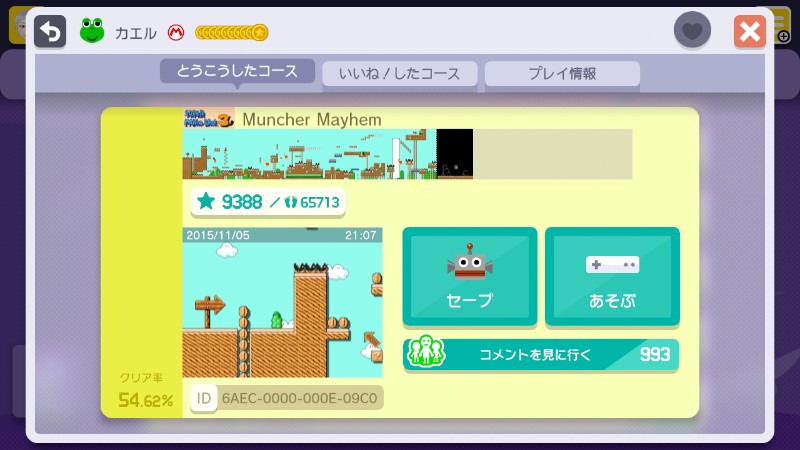 カエル
とうこうしたコース
いいね!したコース
プレイ情報
Muncher Mayhem
9388 / 65713
2015/11/05 21:07
セーブ
あそぶ
コメントを見に行く 993
クリア率
54.62%
ID 6AEC-0000-000E-09C0